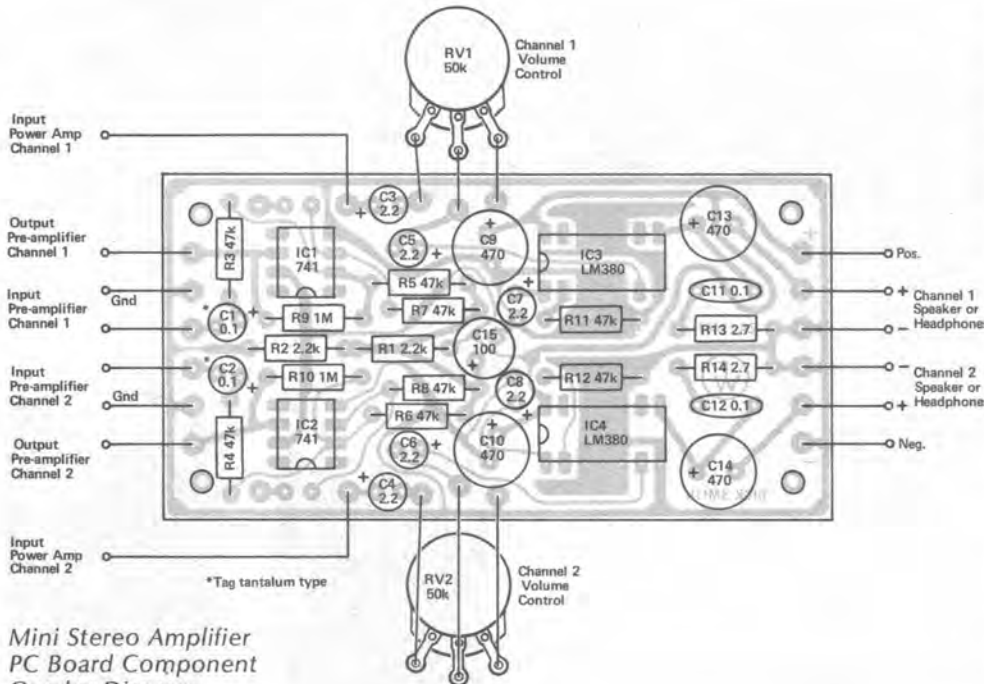 RV1
50k
Channel 1
Volume
Control
Input
Power Amp
Channel 1
Output
Pre-amplifier
Channel 1
Gnd
Input
Pre-amplifier
Channel 1
Input
Pre-amplifier
Channel 2
Gnd
Output
Pre-amplifier
Channel 2
Input
Power Amp
Channel 2
R3 47k
IC1
741
C3
2.2
+
C5
2.2
+
C9
470
+
R5 47k
R7 47k
C7
2.2
+
IC3
LM380
C13
470
+
*
C1
0.1
+
R9 1M
R2 2.2k
R1 2.2k
C15
100
+
R11 47k
C11 0.1
R13 2.7
*
C2
0.1
+
R10 1M
R8 47k
R6 47k
C8
2.2
+
R12 47k
R14 2.7
C12 0.1
R4 47k
IC2
741
C6
2.2
+
C4
2.2
+
C10
470
+
IC4
LM380
C14
470
+
Pos.
+
Channel 1
Speaker or
Headphone
–
–
Channel 2
Speaker or
Headphone
+
Neg.
*Tag tantalum type
RV2
50k
Channel 2
Volume
Control
Mini Stereo Amplifier
PC Board Component